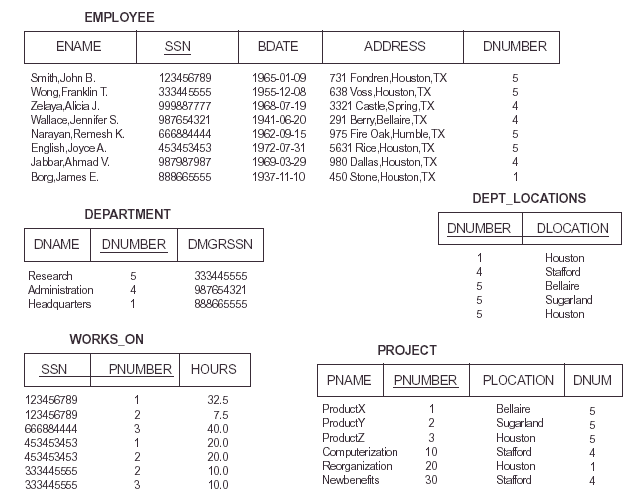 EMPLOYEE
ENAME SSN BDATE ADDRESS DNUMBER
Smith,John B. 123456789 1965-01-09 731 Fondren,Houston,TX 5
Wong,Franklin T. 333445555 1955-12-08 638 Voss,Houston,TX 5
Zelaya,Alicia J. 999887777 1968-07-19 3321 Castle,Spring,TX 4
Wallace,Jennifer S. 987654321 1941-06-20 291 Berry,Bellaire,TX 4
Narayan,Remesh K. 666884444 1962-09-15 975 Fire Oak,Humble,TX 5
English,Joyce A. 453453453 1972-07-31 5631 Rice,Houston,TX 5
Jabbar,Ahmad V. 987987987 1969-03-29 980 Dallas,Houston,TX 4
Borg,James E. 888665555 1937-11-10 450 Stone,Houston,TX 1
DEPARTMENT
DNAME DNUMBER DMGRSSN
Research 5 333445555
Administration 4 987654321
Headquarters 1 888665555
DEPT_LOCATIONS
DNUMBER DLOCATION
1 Houston
4 Stafford
5 Bellaire
5 Sugarland
5 Houston
WORKS_ON
SSN PNUMBER HOURS
123456789 1 32.5
123456789 2 7.5
666884444 3 40.0
453453453 1 20.0
453453453 2 20.0
333445555 2 10.0
333445555 3 10.0
PROJECT
PNAME PNUMBER PLOCATION DNUM
ProductX 1 Bellaire 5
ProductY 2 Sugarland 5
ProductZ 3 Houston 5
Computerization 10 Stafford 4
Reorganization 20 Houston 1
Newbenefits 30 Stafford 4